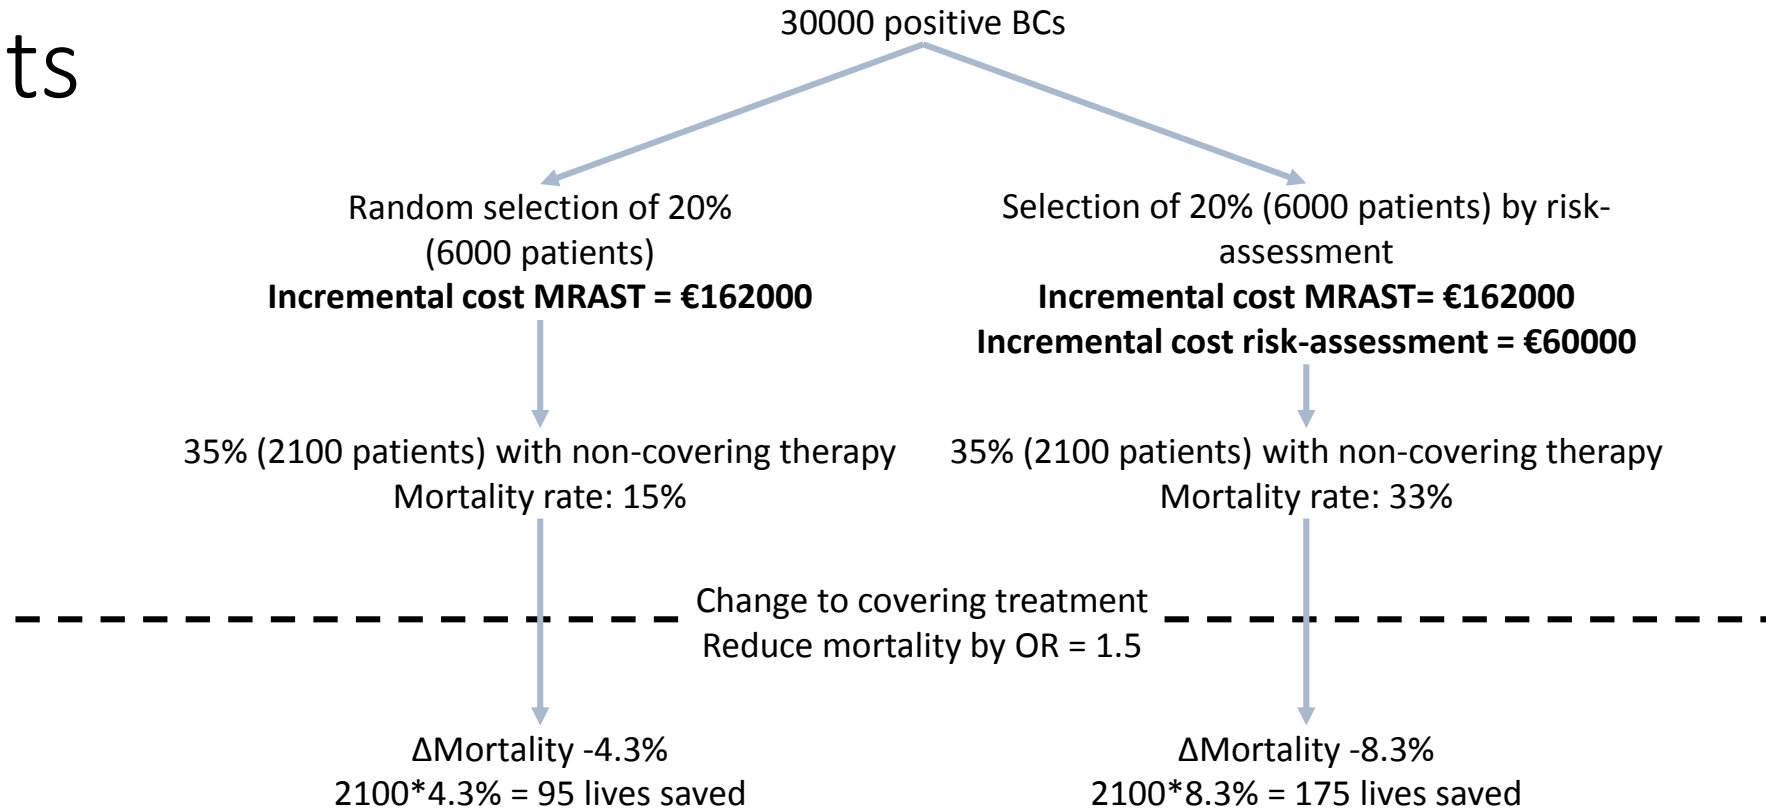 ts
30000 positive BCs
Random selection of 20%
(6000 patients)
Incremental cost MRAST = €162000
Selection of 20% (6000 patients) by risk-
assessment
Incremental cost MRAST= €162000
Incremental cost risk-assessment = €60000
35% (2100 patients) with non-covering therapy
Mortality rate: 15%
35% (2100 patients) with non-covering therapy
Mortality rate: 33%
Change to covering treatment
Reduce mortality by OR = 1.5
ΔMortality -4.3%
2100*4.3% = 95 lives saved
ΔMortality -8.3%
2100*8.3% = 175 lives saved